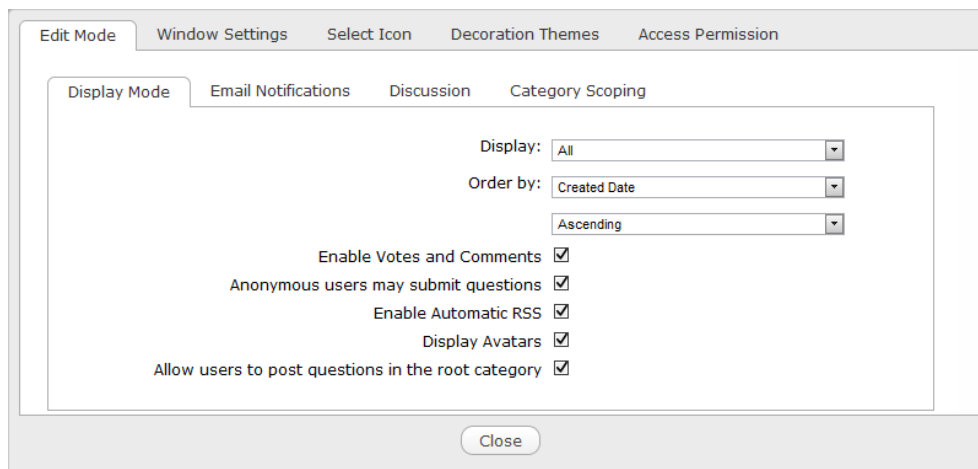 Edit Mode Window Settings Select Icon Decoration Themes Access Permission
Display Mode Email Notifications Discussion Category Scoping
Display: All
Order by: Created Date
Ascending
Enable Votes and Comments
Anonymous users may submit questions
Enable Automatic RSS
Display Avatars
Allow users to post questions in the root category
Close